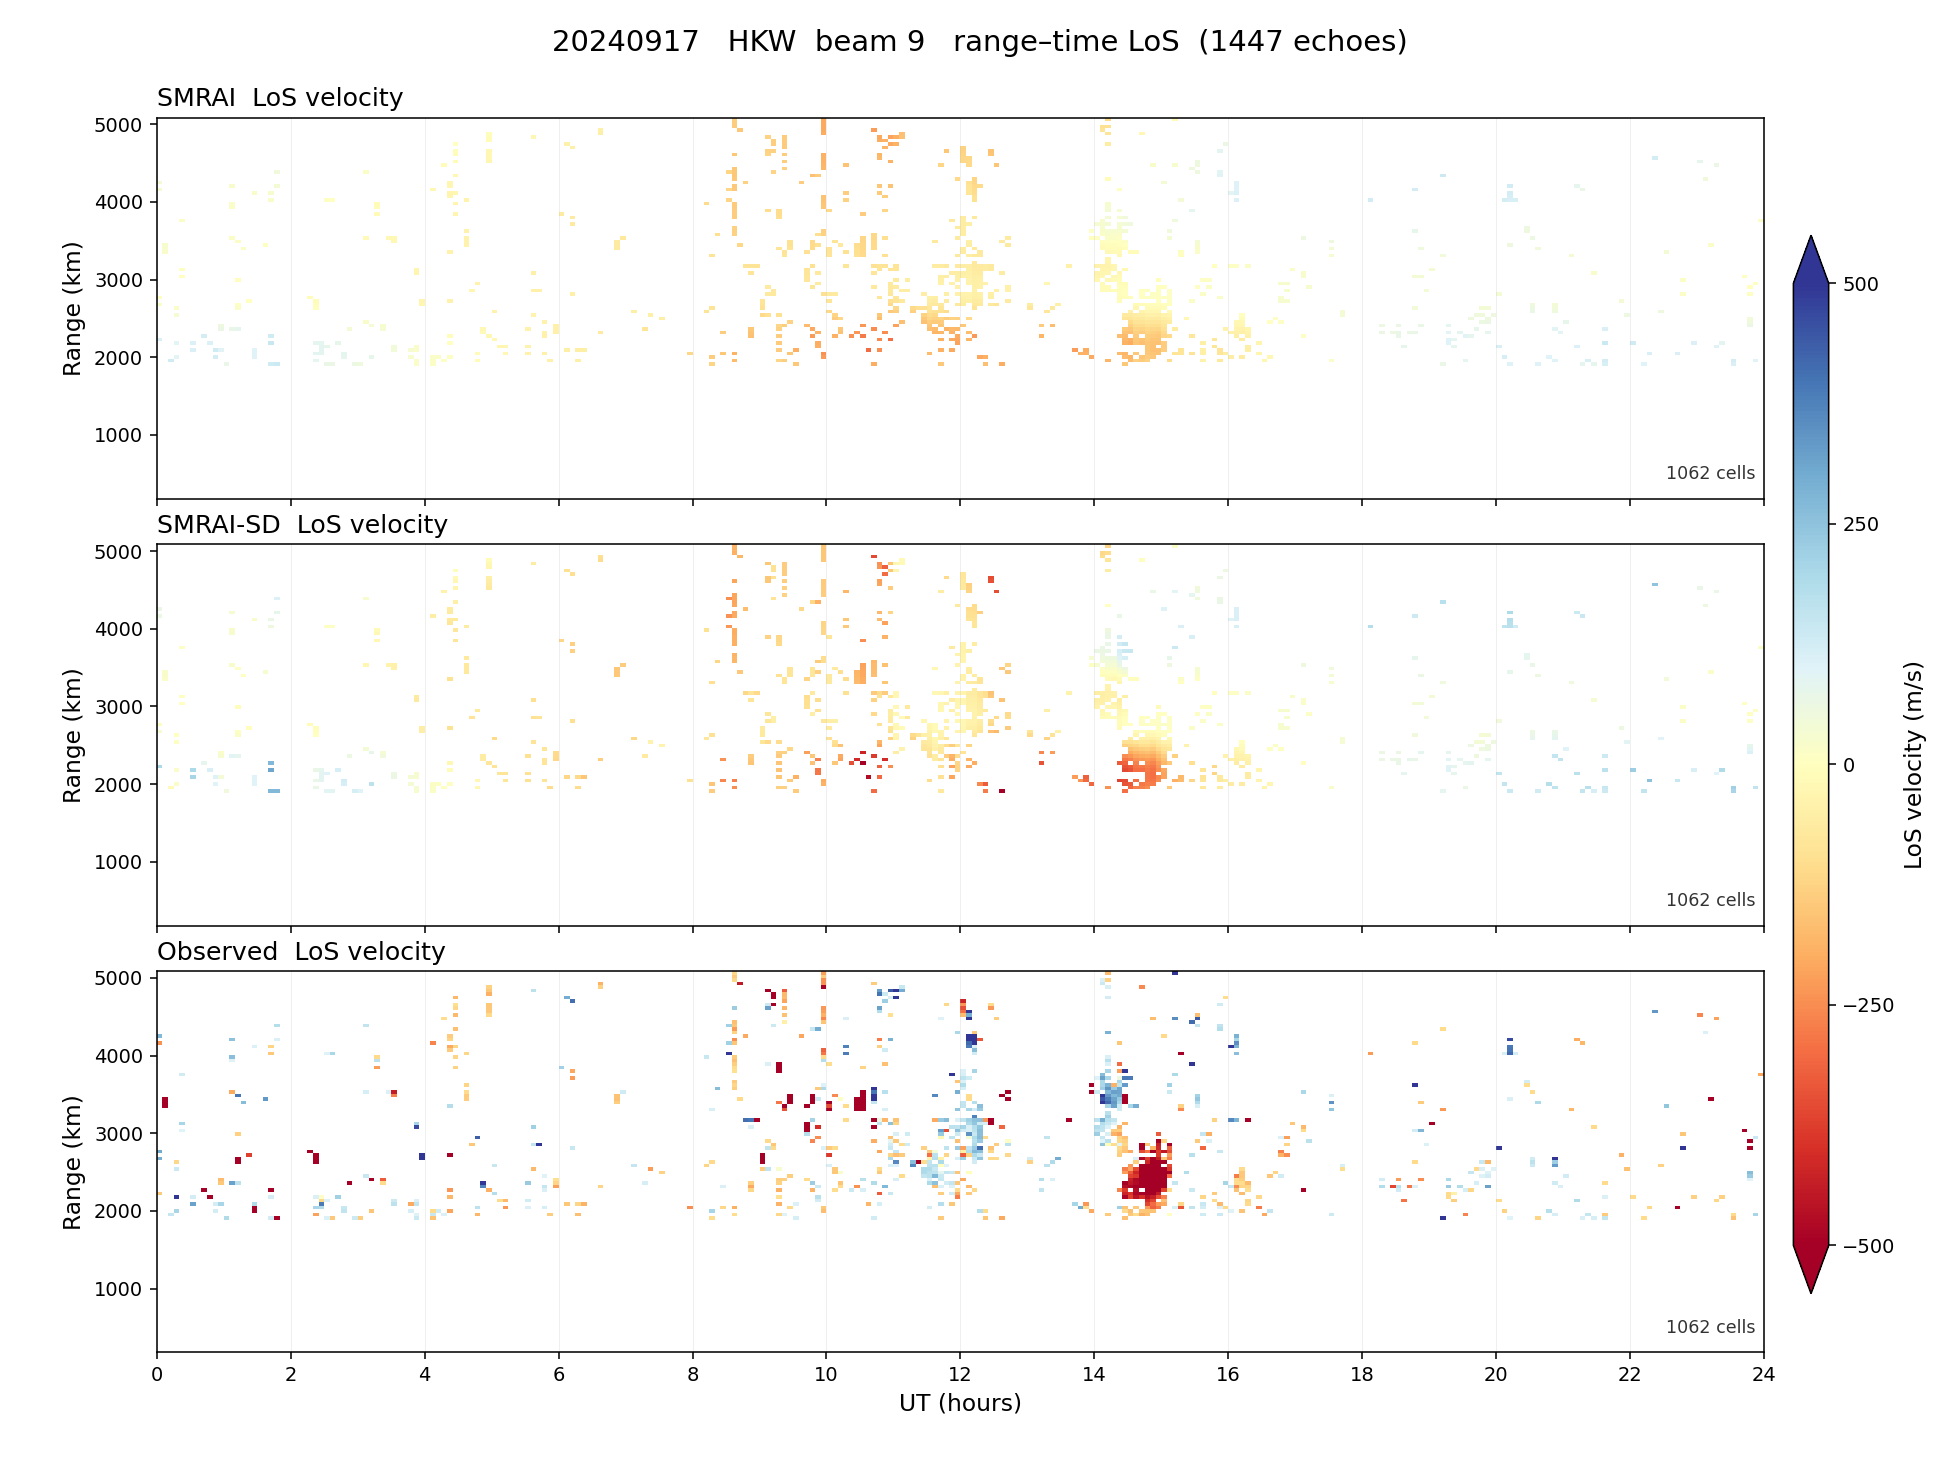 20240917   HKW  beam 9   range–time LoS  (1447 echoes)
SMRAI  LoS velocity
5000
4000
3000
2000
1000
Range (km)
1062 cells
SMRAI-SD  LoS velocity
5000
4000
3000
2000
1000
Range (km)
1062 cells
Observed  LoS velocity
5000
4000
3000
2000
1000
Range (km)
1062 cells
0 2 4 6 8 10 12 14 16 18 20 22 24
UT (hours)
500
250
0
−250
−500
LoS velocity (m/s)